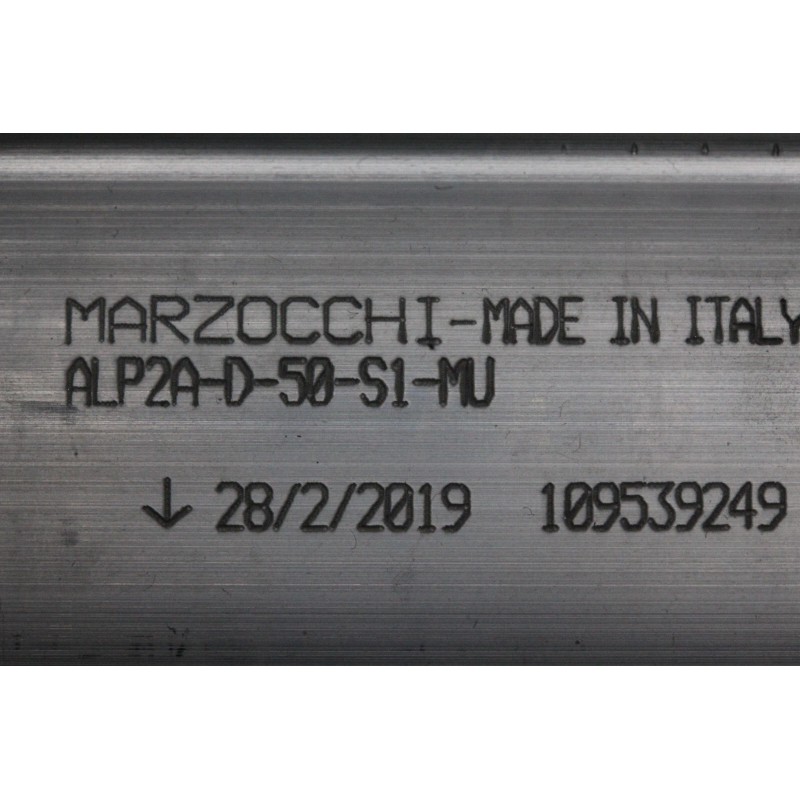 MARZOCCHI-MADE IN ITALY
ALP2A-D-50-S1-MU
↓ 28/2/2019 109539249